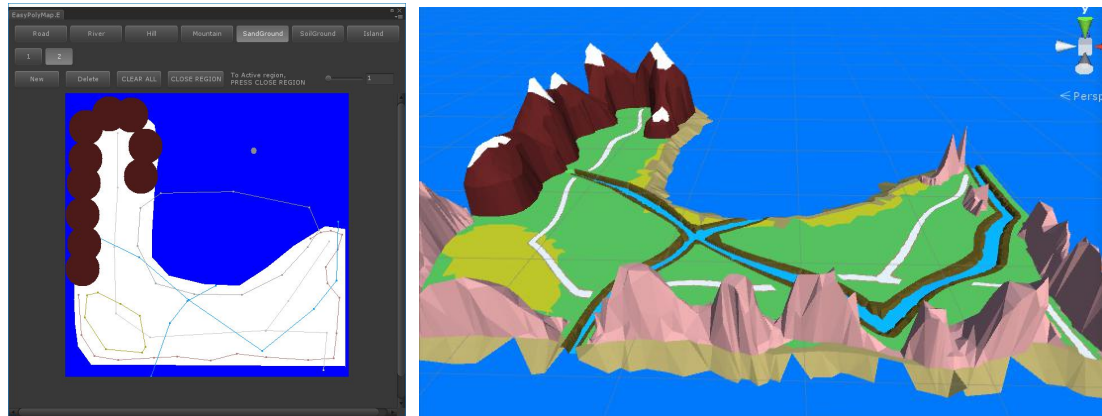 EasyPolyMap.E
Road River Hill Mountain SandGround SoilGround Island
1 2
New Delete CLEAR ALL CLOSE REGION To Active region, PRESS CLOSE REGION 1
y
Persp